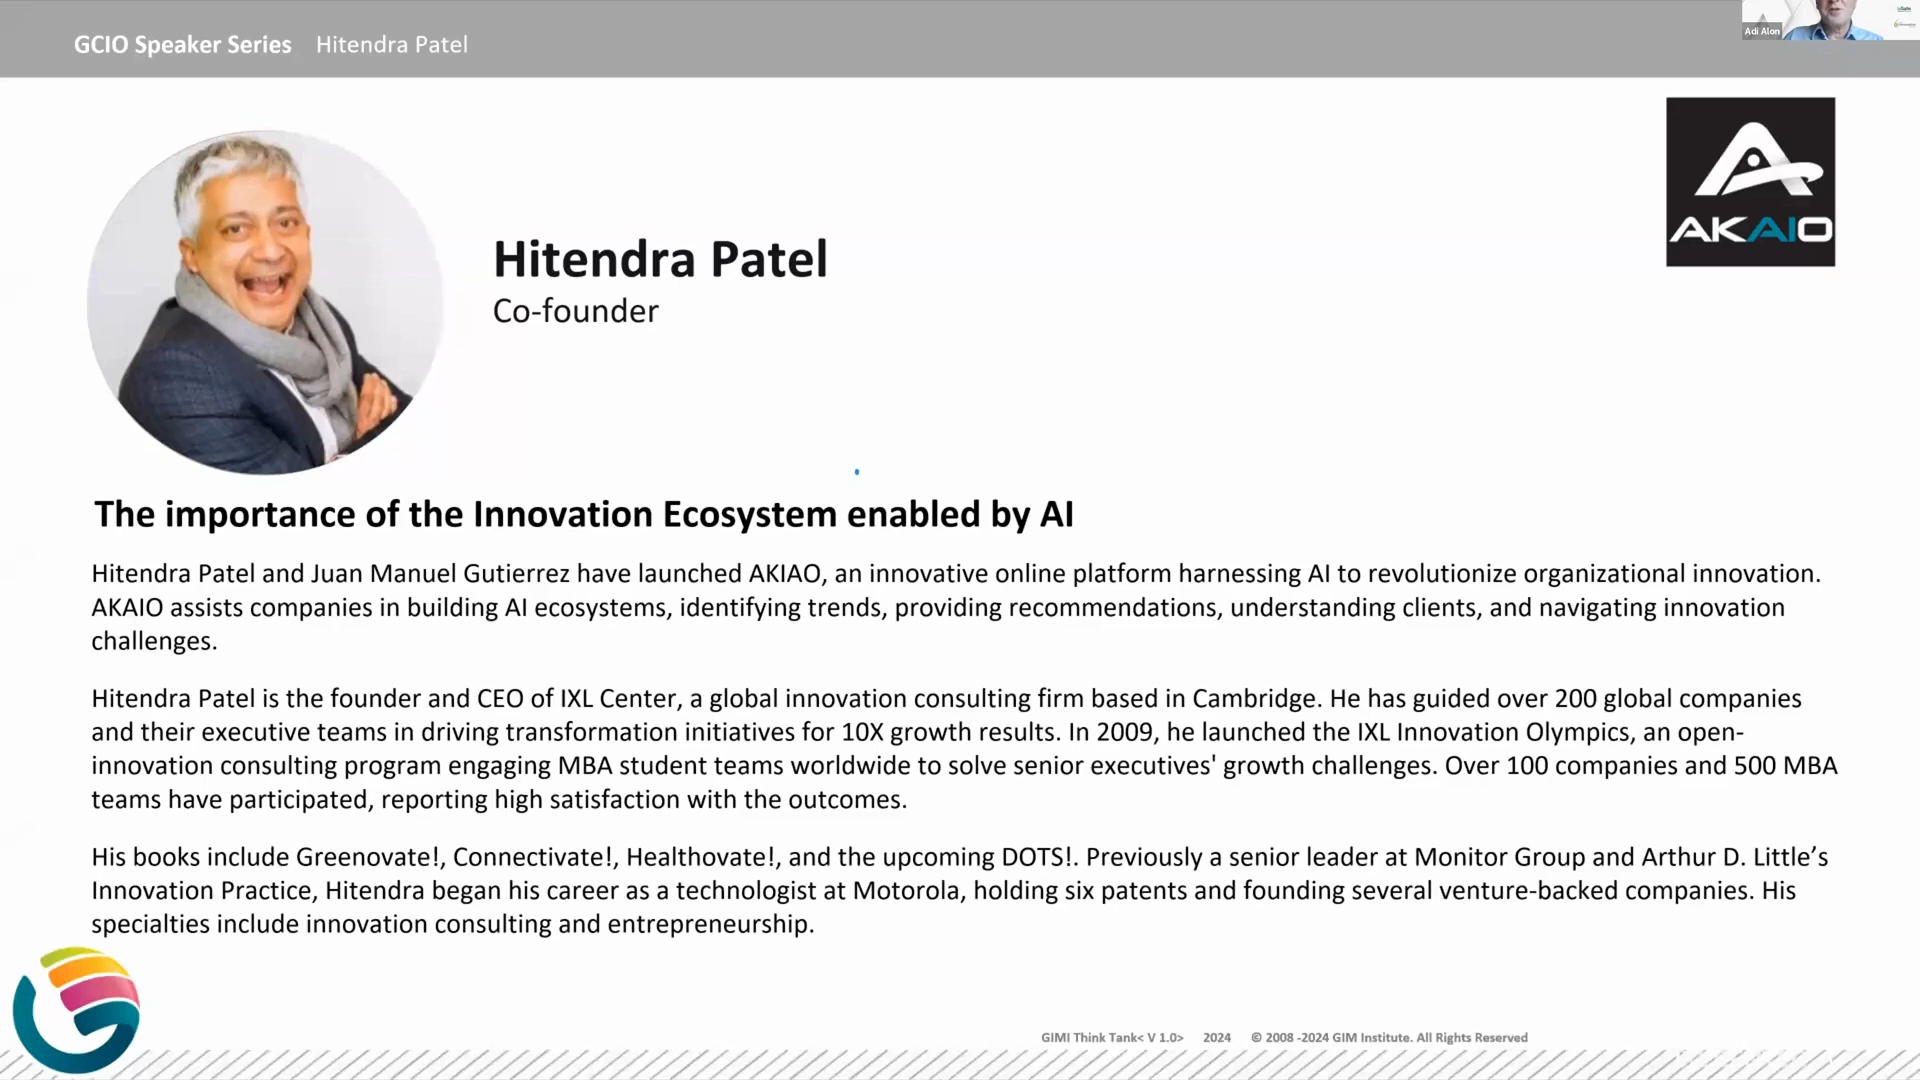 GCIO Speaker Series Hitendra Patel
Adi Alon
AKAIO
Hitendra Patel
Co-founder
The importance of the Innovation Ecosystem enabled by AI
Hitendra Patel and Juan Manuel Gutierrez have launched AKIAO, an innovative online platform harnessing AI to revolutionize organizational innovation.
AKAIO assists companies in building AI ecosystems, identifying trends, providing recommendations, understanding clients, and navigating innovation
challenges.
Hitendra Patel is the founder and CEO of IXL Center, a global innovation consulting firm based in Cambridge. He has guided over 200 global companies
and their executive teams in driving transformation initiatives for 10X growth results. In 2009, he launched the IXL Innovation Olympics, an open-
innovation consulting program engaging MBA student teams worldwide to solve senior executives' growth challenges. Over 100 companies and 500 MBA
teams have participated, reporting high satisfaction with the outcomes.
His books include Greenovate!, Connectivate!, Healthovate!, and the upcoming DOTS!. Previously a senior leader at Monitor Group and Arthur D. Little’s
Innovation Practice, Hitendra began his career as a technologist at Motorola, holding six patents and founding several venture-backed companies. His
specialties include innovation consulting and entrepreneurship.
GIMI Think Tank< V 1.0> 2024 © 2008 -2024 GIM Institute. All Rights Reserved